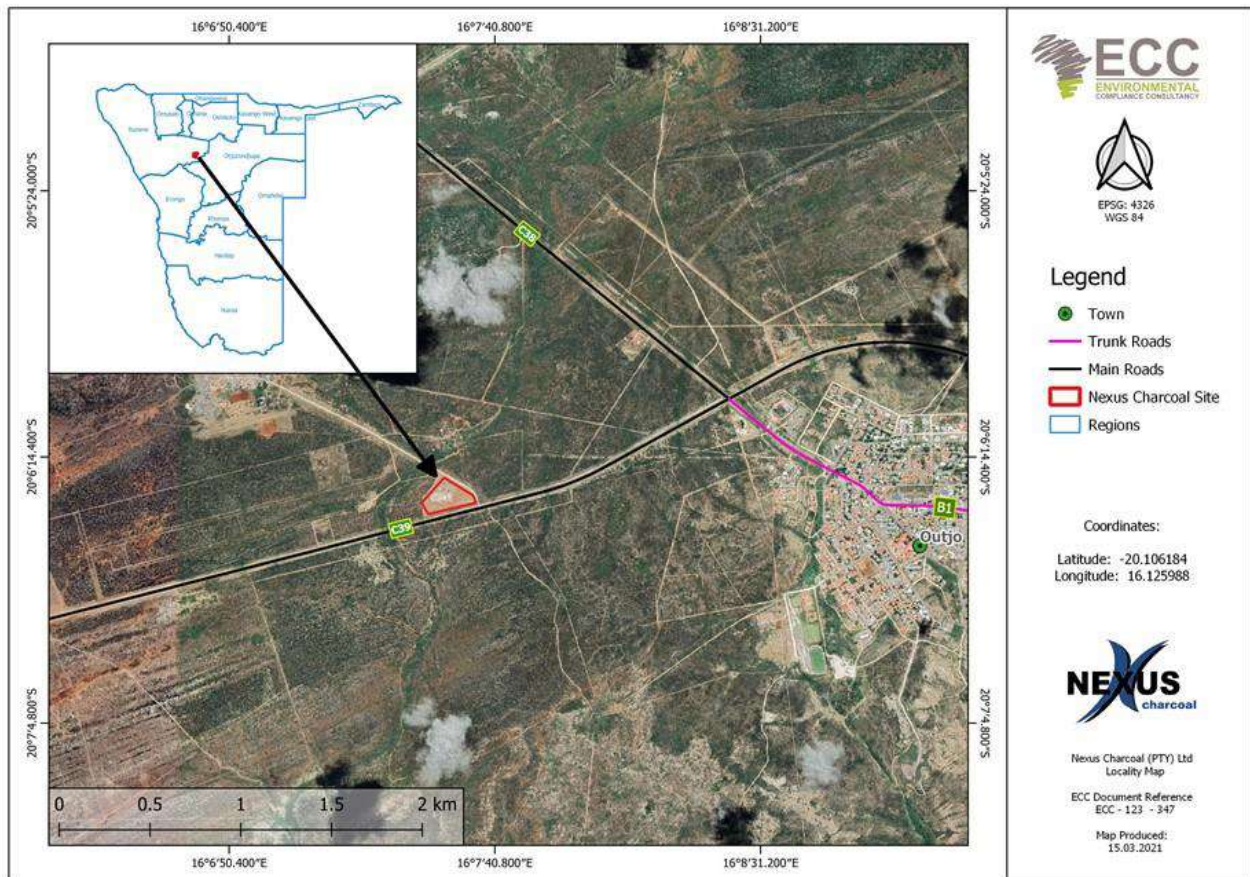 16°6'50.400"E
16°7'40.800"E
16°8'31.200"E
20°5'24.000"S
20°6'14.400"S
20°7'4.800"S
Kunene
Omusati
Oshana
Ohangwena
Oshikoto
Kavango West
Zambezi
Otjozondjupa
Omaheke
Erongo
Khomas
Hardap
C38
C39
B1
Outjo
0 0.5 1 1.5 2 km
20°5'24.000"S
20°6'14.400"S
20°7'4.800"S
16°6'50.400"E
16°7'40.800"E
16°8'31.200"E
ECC
ENVIRONMENTAL
COMPLIANCE CONSULTANCY
EPSG: 4326
WGS 84
Legend
Town
Trunk Roads
Main Roads
Nexus Charcoal Site
Regions
Coordinates:
Latitude: -20.106184
Longitude: 16.125988
NEXUS
charcoal
Nexus Charcoal (PTY) Ltd
Locality Map
ECC Document Reference
ECC - 123 - 347
Map Produced:
15.03.2021